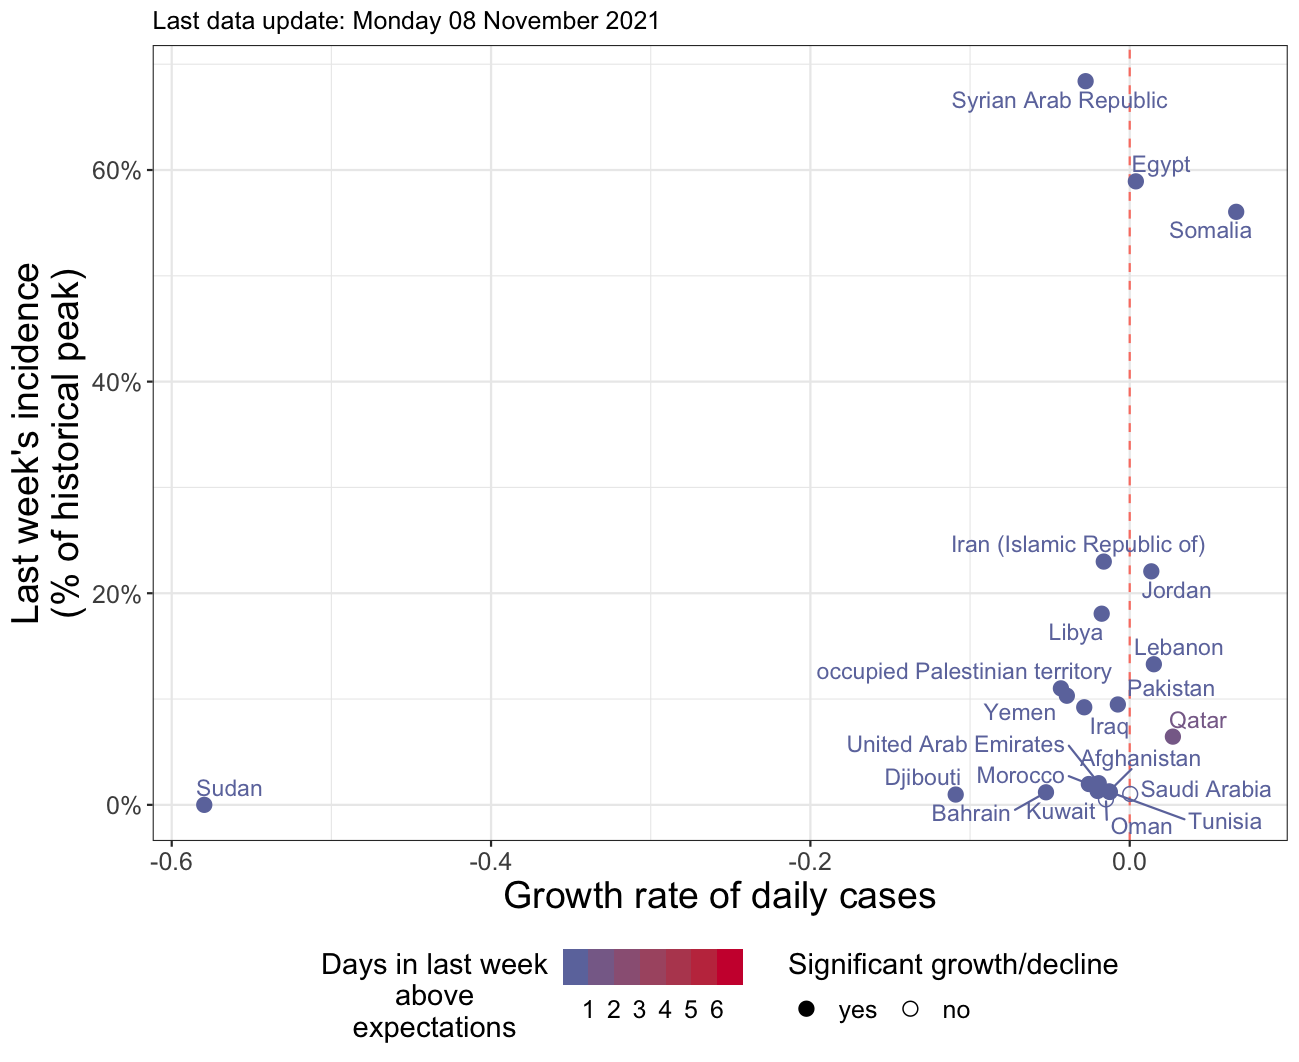 Last data update: Monday 08 November 2021
Last week's incidence
(% of historical peak)
60%
40%
20%
0%
Syrian Arab Republic
Egypt
Somalia
Iran (Islamic Republic of)
Jordan
Libya
Lebanon
occupied Palestinian territory
Pakistan
Yemen
Iraq
Qatar
United Arab Emirates
Afghanistan
Djibouti
Morocco
Sudan
Saudi Arabia
Bahrain
Kuwait
Oman
Tunisia
-0.6 -0.4 -0.2 0.0
Growth rate of daily cases
Days in last week
above
expectations
1 2 3 4 5 6
Significant growth/decline
yes no